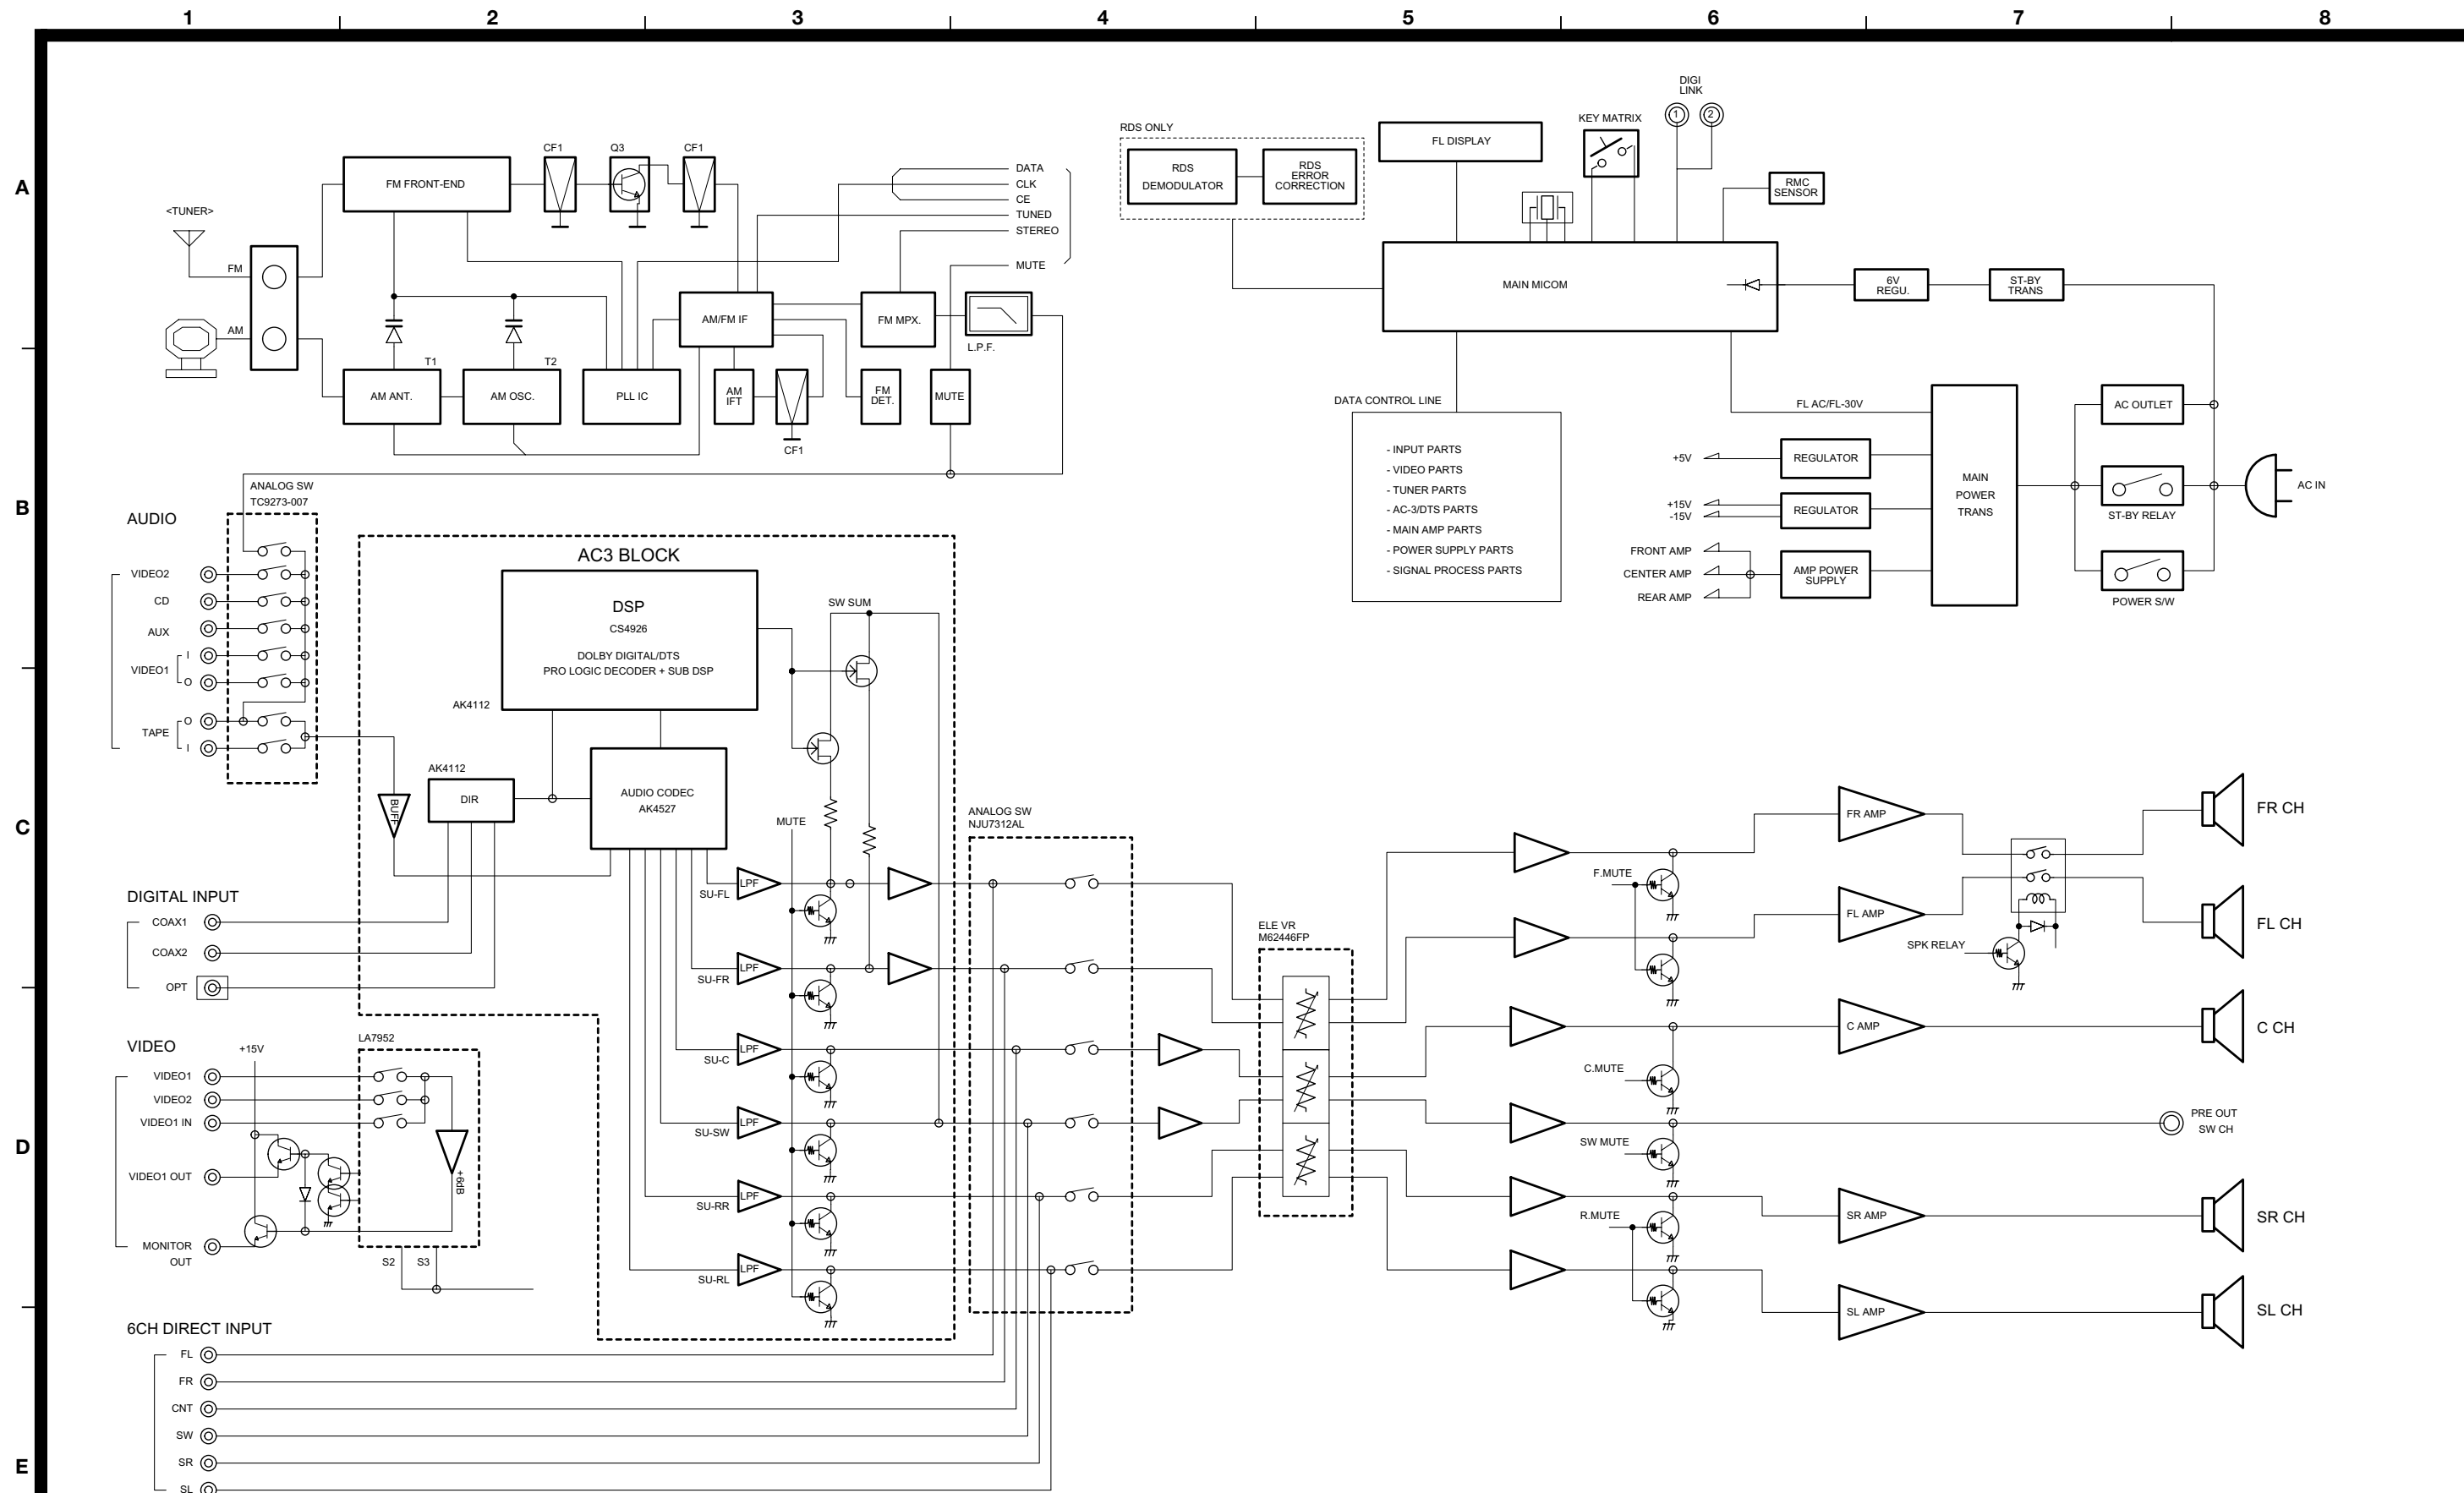 1 2 3 4 5 6 7 8
A
B
C
D
E
<TUNER>
FM
AM
FM FRONT-END
CF1
Q3
CF1
DATA
CLK
CE
TUNED
STEREO
MUTE
AM/FM IF
FM MPX.
L.P.F.
T1
AM ANT.
T2
AM OSC.
PLL IC
AM
IFT
CF1
FM
DET.
MUTE
RDS ONLY
RDS
DEMODULATOR
RDS
ERROR
CORRECTION
FL DISPLAY
KEY MATRIX
DIGI
LINK
1
2
RMC
SENSOR
MAIN MICOM
6V
REGU.
ST-BY
TRANS
DATA CONTROL LINE
- INPUT PARTS
- VIDEO PARTS
- TUNER PARTS
- AC-3/DTS PARTS
- MAIN AMP PARTS
- POWER SUPPLY PARTS
- SIGNAL PROCESS PARTS
FL AC/FL-30V
+5V
REGULATOR
+15V
-15V
REGULATOR
FRONT AMP
CENTER AMP
REAR AMP
AMP POWER
SUPPLY
MAIN
POWER
TRANS
AC OUTLET
ST-BY RELAY
POWER S/W
AC IN
ANALOG SW
TC9273-007
AUDIO
VIDEO2
CD
AUX
VIDEO1
I
O
TAPE
O
I
AC3 BLOCK
DSP
CS4926
DOLBY DIGITAL/DTS
PRO LOGIC DECODER + SUB DSP
AK4112
SW SUM
BUFF
AK4112
DIR
AUDIO CODEC
AK4527
MUTE
ANALOG SW
NJU7312AL
DIGITAL INPUT
COAX1
COAX2
OPT
LPF
SU-FL
LPF
SU-FR
LPF
SU-C
LPF
SU-SW
LPF
SU-RR
LPF
SU-RL
ELE VR
M62446FP
F.MUTE
C.MUTE
SW MUTE
R.MUTE
FR AMP
FL AMP
SPK RELAY
C AMP
SR AMP
SL AMP
FR CH
FL CH
C CH
PRE OUT
SW CH
SR CH
SL CH
VIDEO
+15V
LA7952
VIDEO1
VIDEO2
VIDEO1 IN
VIDEO1 OUT
MONITOR
OUT
+6dB
S2
S3
6CH DIRECT INPUT
FL
FR
CNT
SW
SR
SL